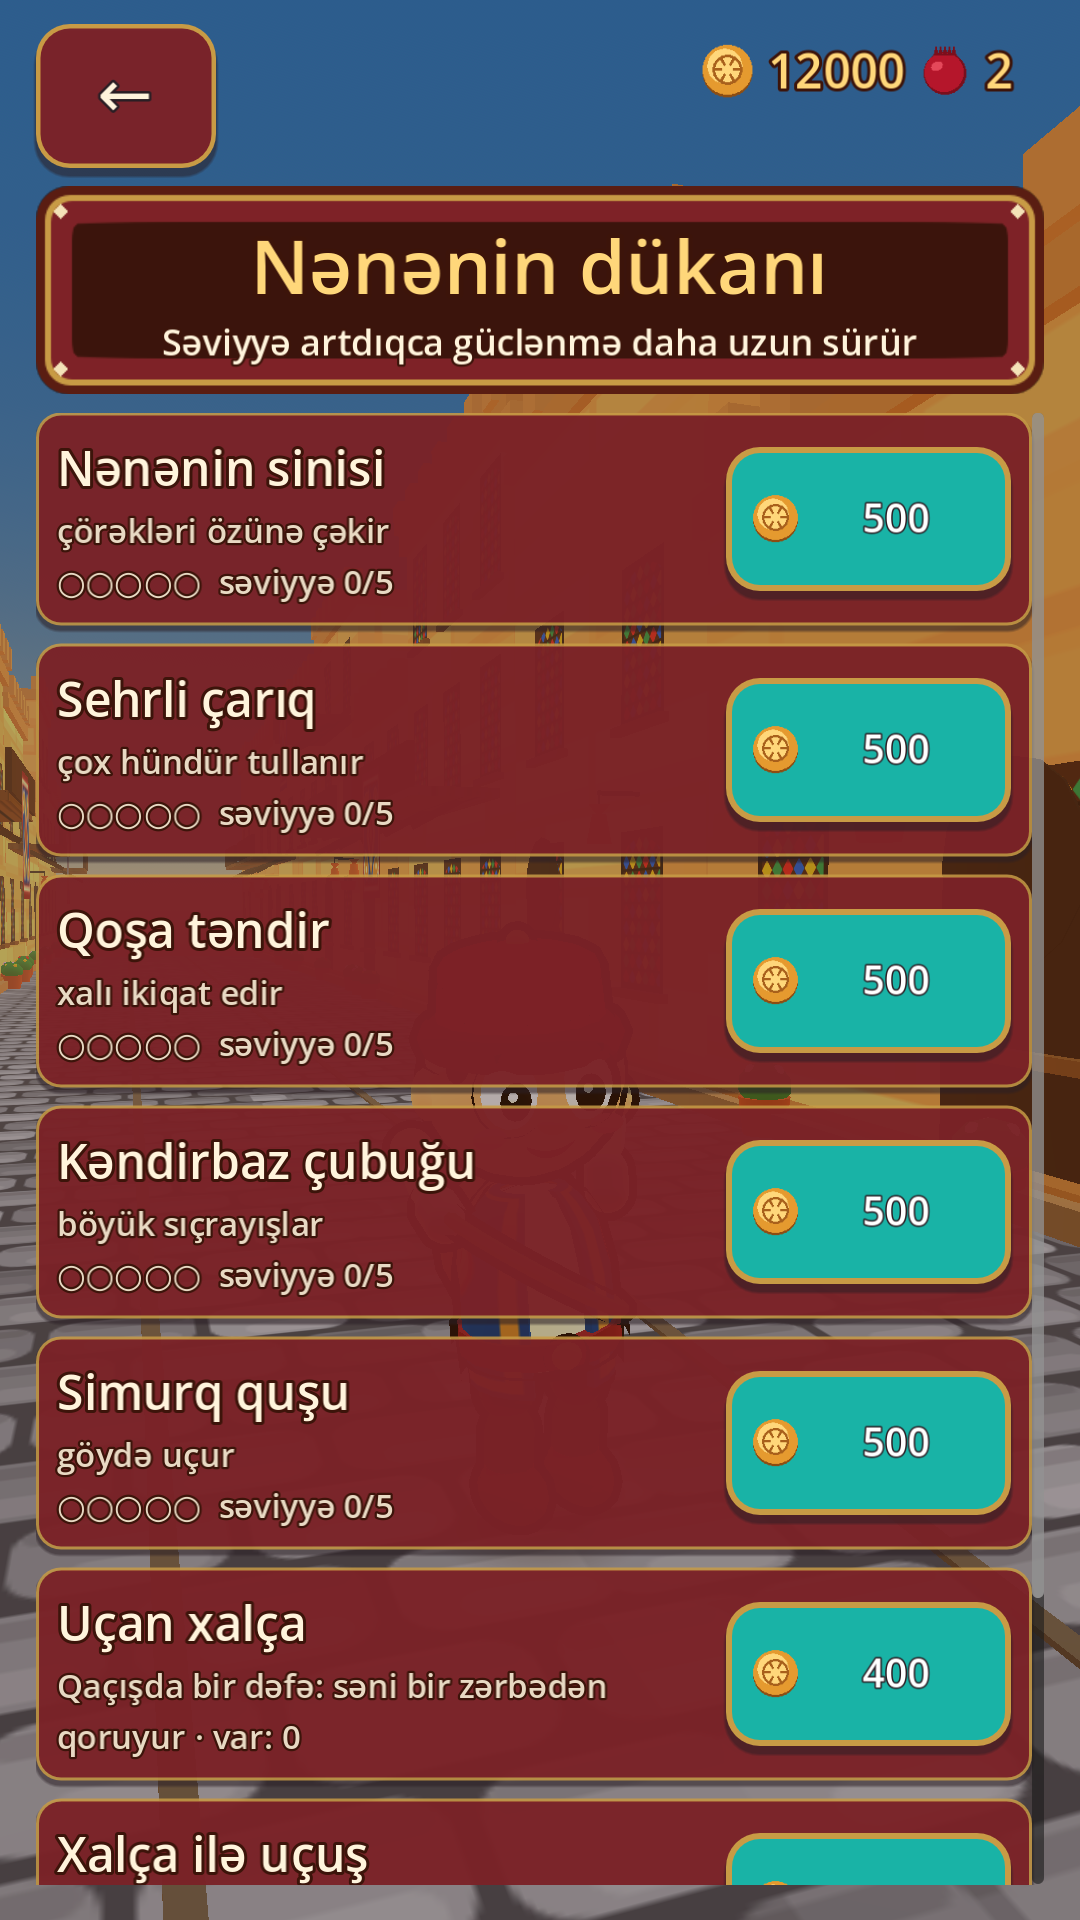 ←
12000 2
Nənənin dükanı
Səviyyə artdıqca güclənmə daha uzun sürür
Nənənin sinisi
çörəkləri özünə çəkir
○○○○○ səviyyə 0/5
500
Sehrli çarıq
çox hündür tullanır
○○○○○ səviyyə 0/5
500
Qoşa təndir
xalı ikiqat edir
○○○○○ səviyyə 0/5
500
Kəndirbaz çubuğu
böyük sıçrayışlar
○○○○○ səviyyə 0/5
500
Simurq quşu
göydə uçur
○○○○○ səviyyə 0/5
500
Uçan xalça
Qaçışda bir dəfə: səni bir zərbədən
qoruyur · var: 0
400
Xalça ilə uçuş